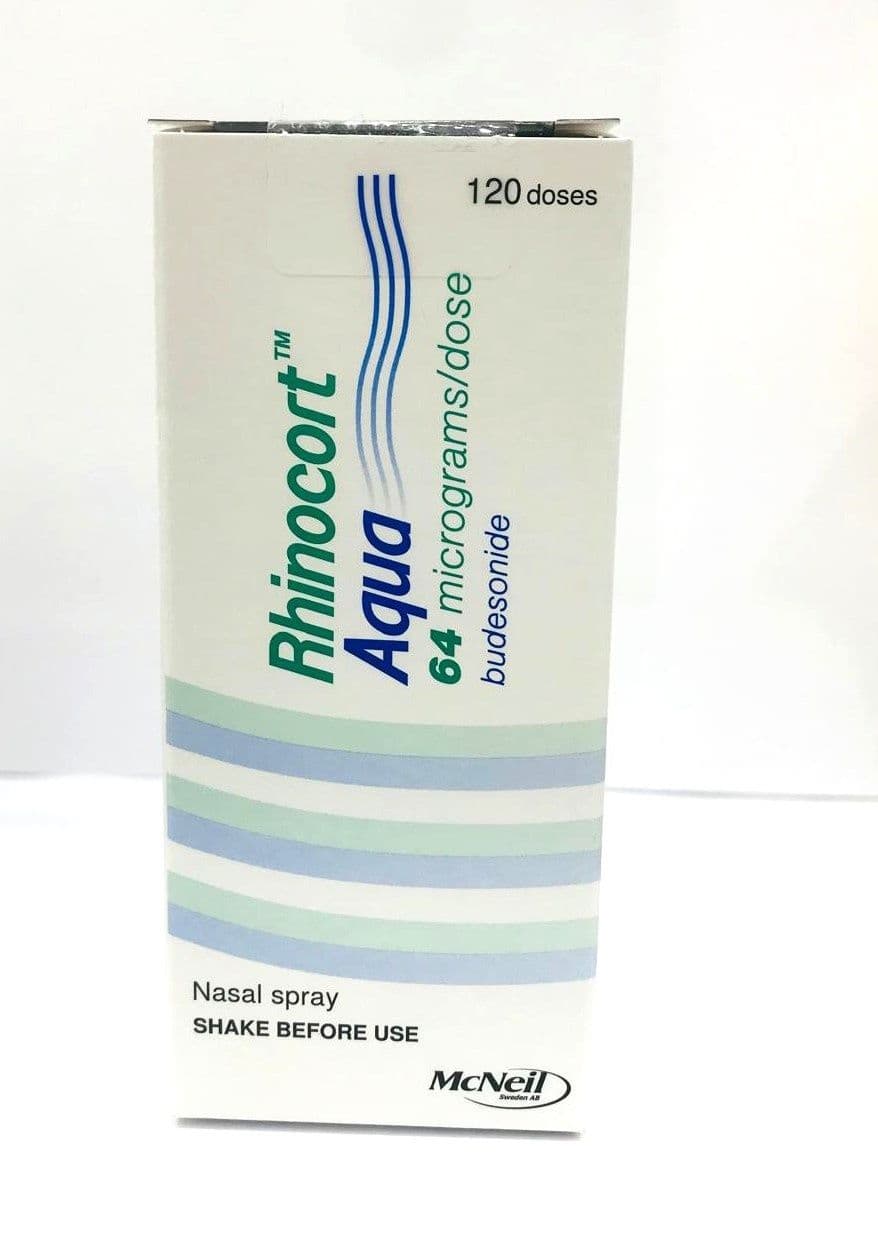 120 doses
Rhinocort™
Aqua
64 micrograms/dose
budesonide
Nasal spray
SHAKE BEFORE USE
McNeil
Sweden AB